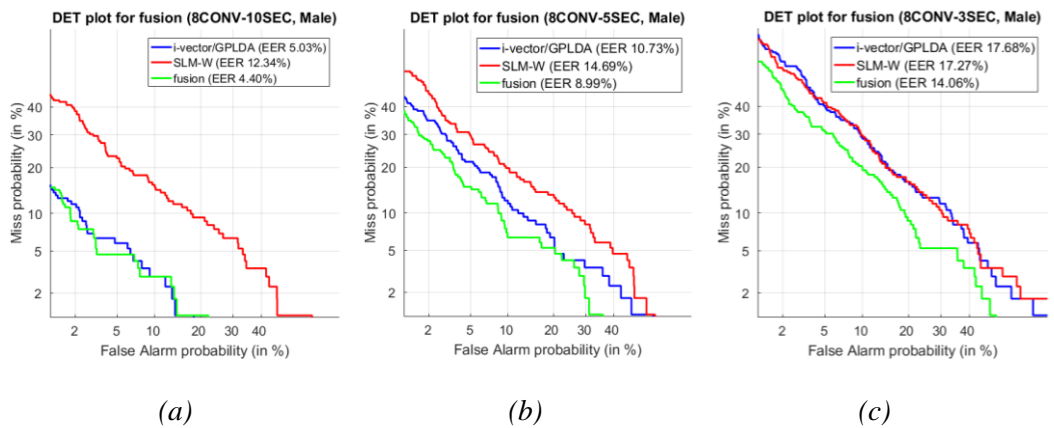 DET plot for fusion (8CONV-10SEC, Male)
i-vector/GPLDA (EER 5.03%)
SLM-W (EER 12.34%)
fusion (EER 4.40%)
Miss probability (in %)
40
30
20
10
5
2
2 5 10 20 30 40
False Alarm probability (in %)
(a)
DET plot for fusion (8CONV-5SEC, Male)
i-vector/GPLDA (EER 10.73%)
SLM-W (EER 14.69%)
fusion (EER 8.99%)
Miss probability (in %)
40
30
20
10
5
2
2 5 10 20 30 40
False Alarm probability (in %)
(b)
DET plot for fusion (8CONV-3SEC, Male)
i-vector/GPLDA (EER 17.68%)
SLM-W (EER 17.27%)
fusion (EER 14.06%)
Miss probability (in %)
40
30
20
10
5
2
2 5 10 20 30 40
False Alarm probability (in %)
(c)